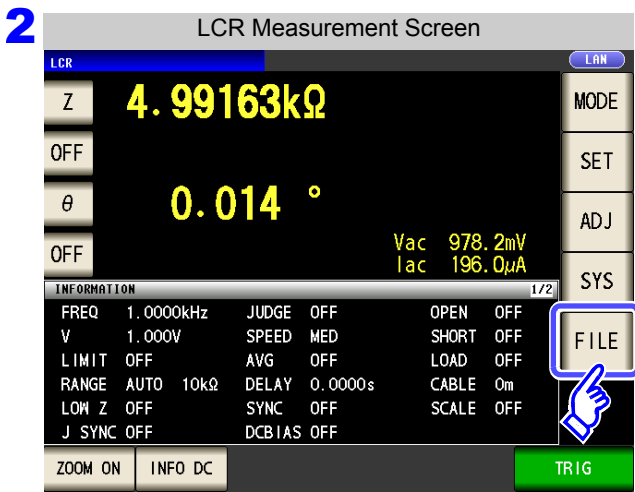 2
LCR Measurement Screen
LCR
LAN
Z
4.99163kΩ
MODE
OFF
SET
θ
0.014 °
ADJ
OFF
Vac 978.2mV
Iac 196.0μA
SYS
INFORMATION 1/2
FREQ 1.0000kHz JUDGE OFF OPEN OFF
V 1.000V SPEED MED SHORT OFF
FILE
LIMIT OFF AVG OFF LOAD OFF
RANGE AUTO 10kΩ DELAY 0.0000s CABLE 0m
LOW Z OFF SYNC OFF SCALE OFF
J SYNC OFF DCBIAS OFF
ZOOM ON INFO DC TRIG